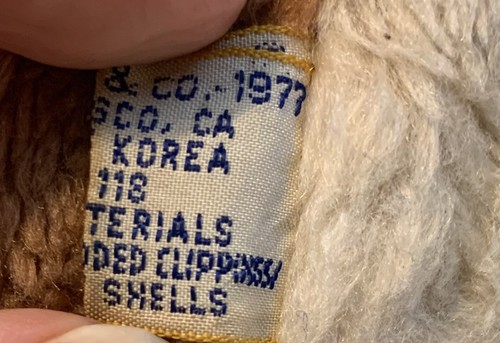 & CO.-1977
SCO, CA
KOREA
118
TERIALS
DED CLIPPINGS/
SHELLS